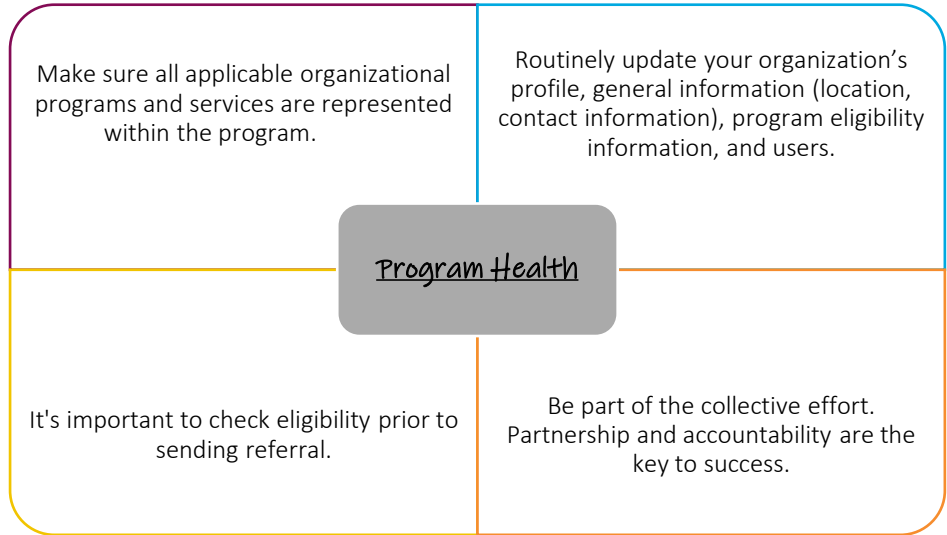 Make sure all applicable organizational
programs and services are represented
within the program.
Routinely update your organization’s
profile, general information (location,
contact information), program eligibility
information, and users.
Program Health
It's important to check eligibility prior to
sending referral.
Be part of the collective effort.
Partnership and accountability are the
key to success.